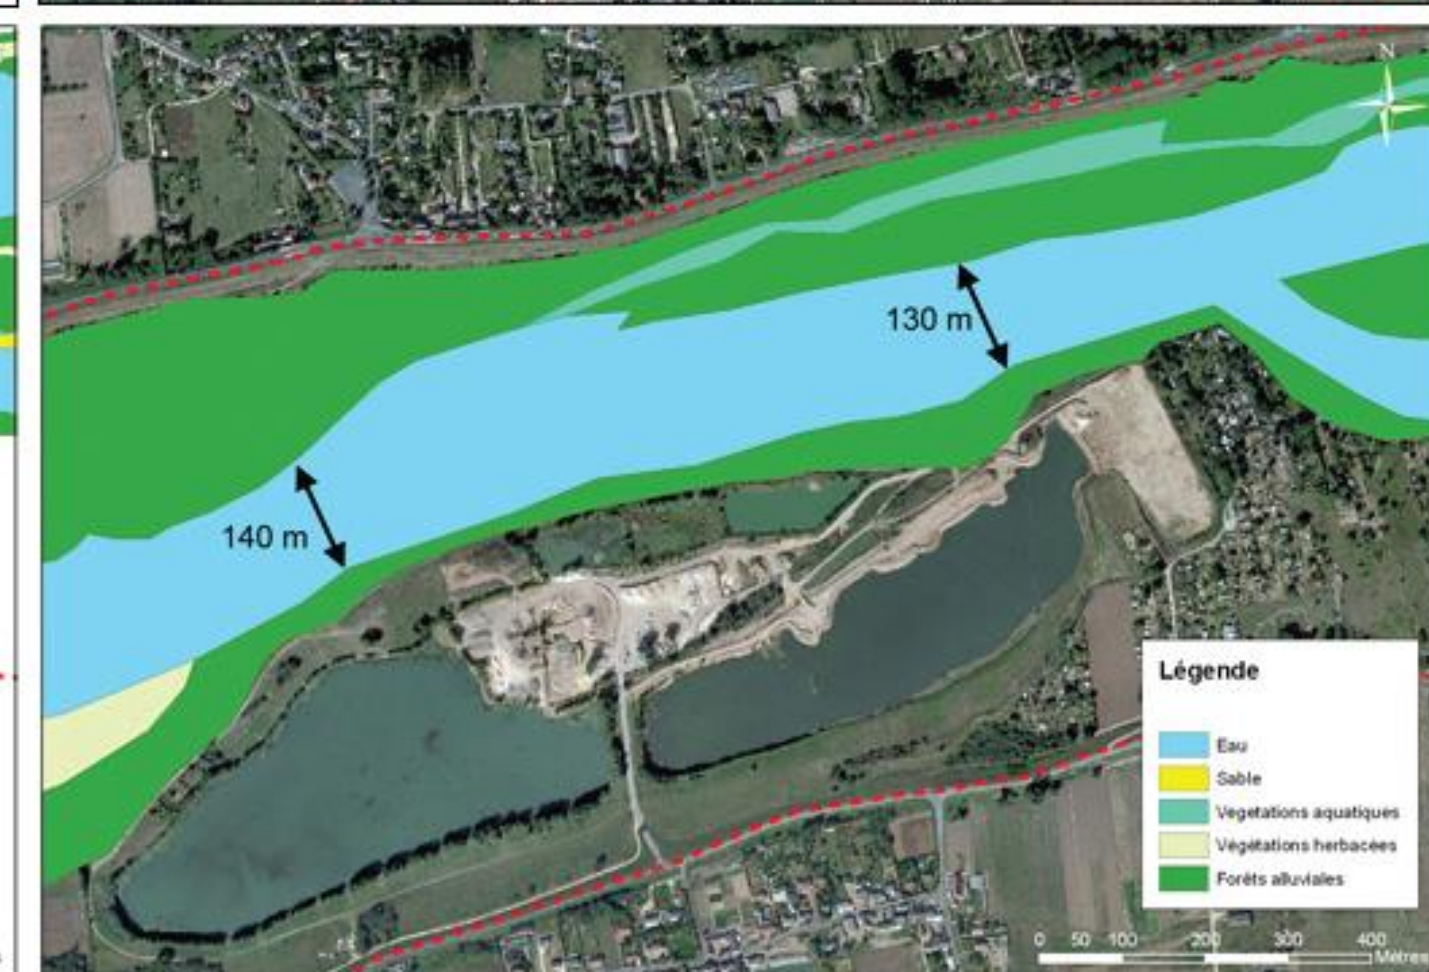 N
130 m
140 m
Légende
Eau
Sable
Vegetations aquatiques
Végétations herbacées
Forêts alluviales
0 50 100 200 300 400
Mètres